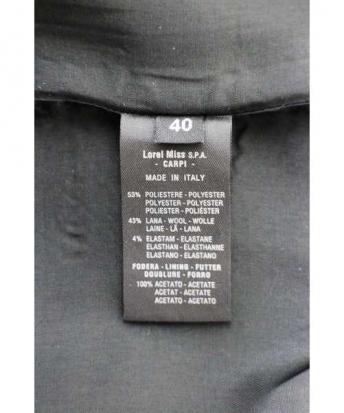 40
Lorel Miss S.P.A.
- CARPI -
MADE IN ITALY
53% POLIESTERE - POLYESTER
POLYESTER - POLYESTER
POLIESTER - POLIÉSTER
43% LANA - WOOL - WOLLE
LAINE - LÃ - LANA
4% ELASTAM - ELASTANE
ELASTHAN - ELASTHANNE
ELASTANO - ELASTANO
FODERA - LINING - FUTTER
DOUBLURE - FORRO
100% ACETATO - ACETATE
ACETAT - ACETATE
ACETATO - ACETATO